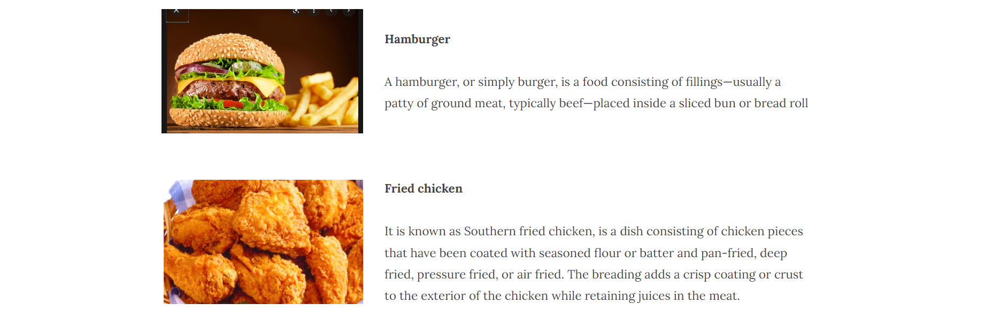 Hamburger
A hamburger, or simply burger, is a food consisting of fillings—usually a
patty of ground meat, typically beef—placed inside a sliced bun or bread roll
Fried chicken
It is known as Southern fried chicken, is a dish consisting of chicken pieces
that have been coated with seasoned flour or batter and pan-fried, deep
fried, pressure fried, or air fried. The breading adds a crisp coating or crust
to the exterior of the chicken while retaining juices in the meat.